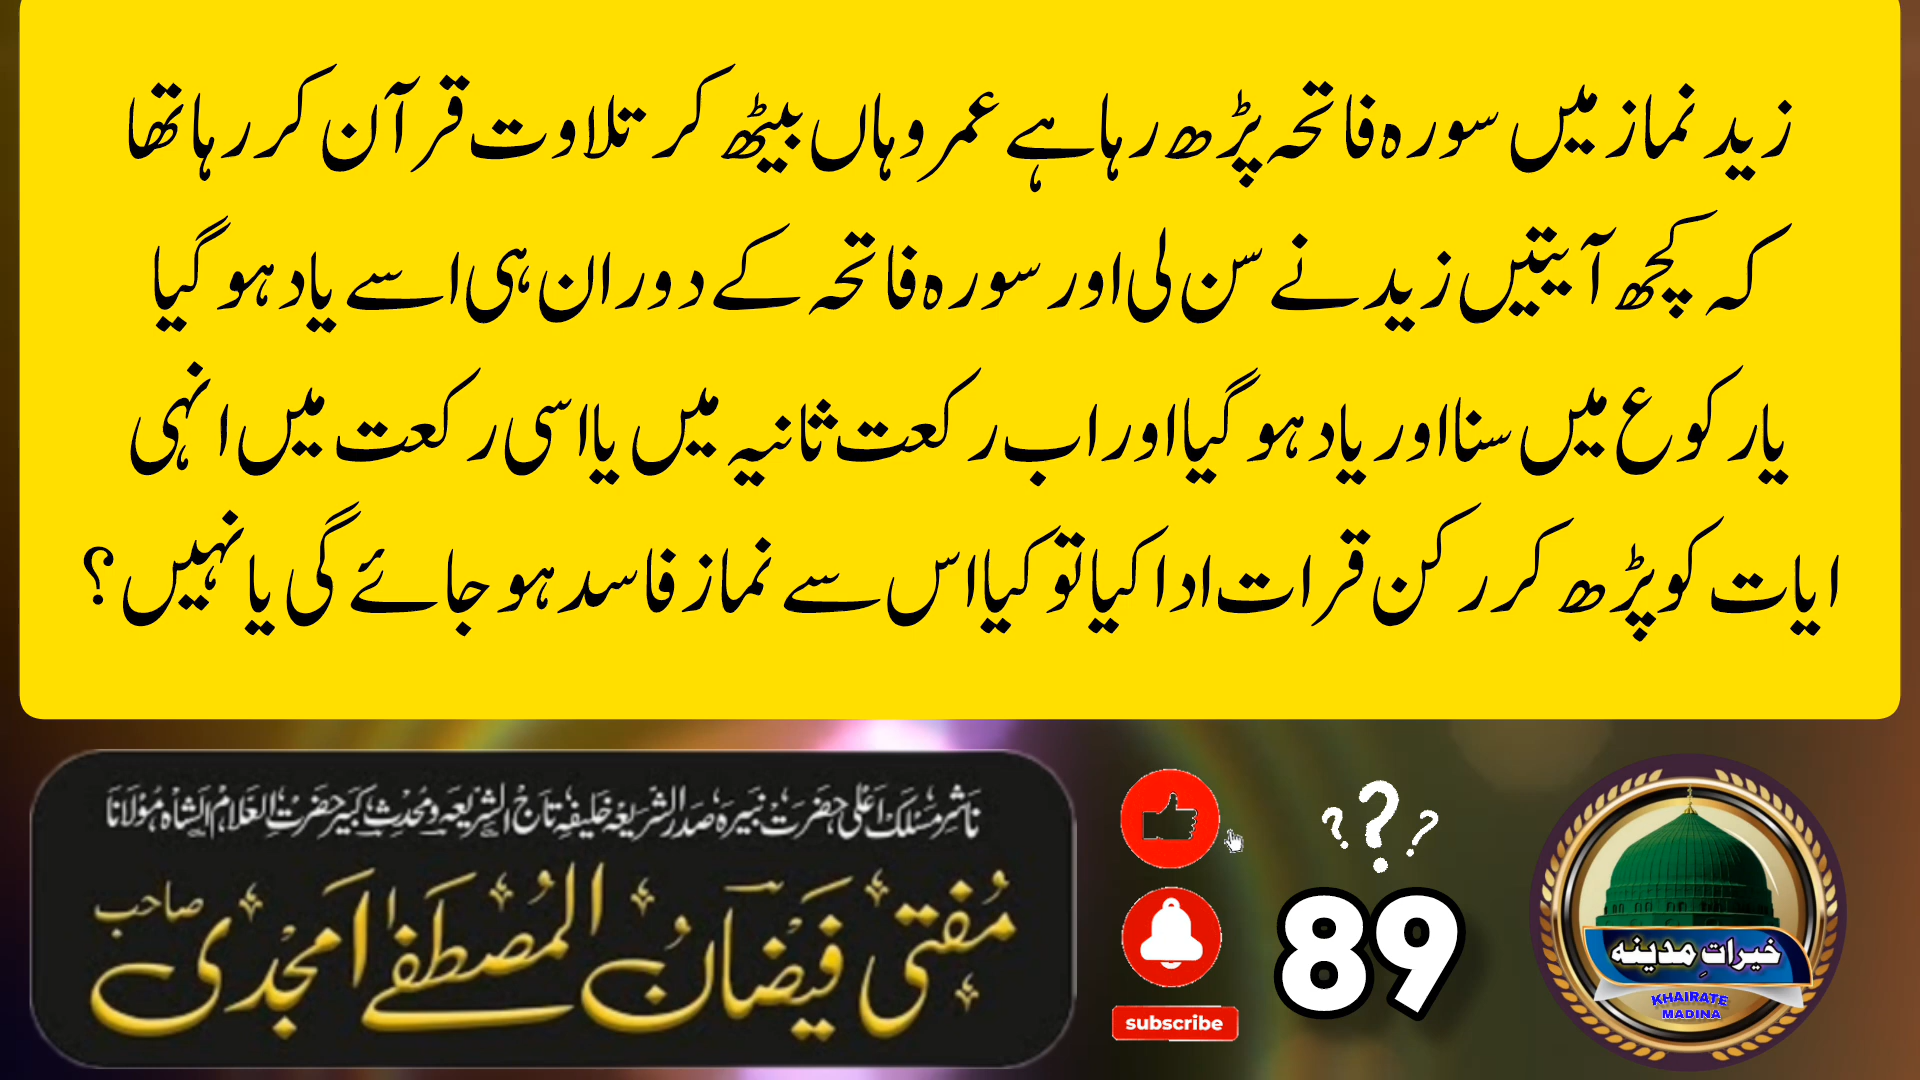 زید نماز میں سورہ فاتحہ پڑھ رہا ہے عمر وہاں بیٹھ کر تلاوت قرآن کر رہا تھا
کہ کچھ آیتیں زید نے سن لی اور سورہ فاتحہ کے دوران ہی اسے یاد ہو گیا
یا رکوع میں سنا اور یاد ہو گیا اور اب رکعت ثانیہ میں یا اسی رکعت میں انہی
ایات کو پڑھ کر رکن قرات ادا کیا تو کیا اس سے نماز فاسد ہو جائے گی یا نہیں؟
ناشر مسلک اعلی حضرت نبیرہ صدر الشریعہ خلیفہ تاج الشریعہ و محدث کبیر حضرت العلام الشاہ مولانا
مفتی فیضان المصطفے امجدی صاحب
???
89
subscribe
خیراتِ مدینہ
KHAIRATE
MADINA